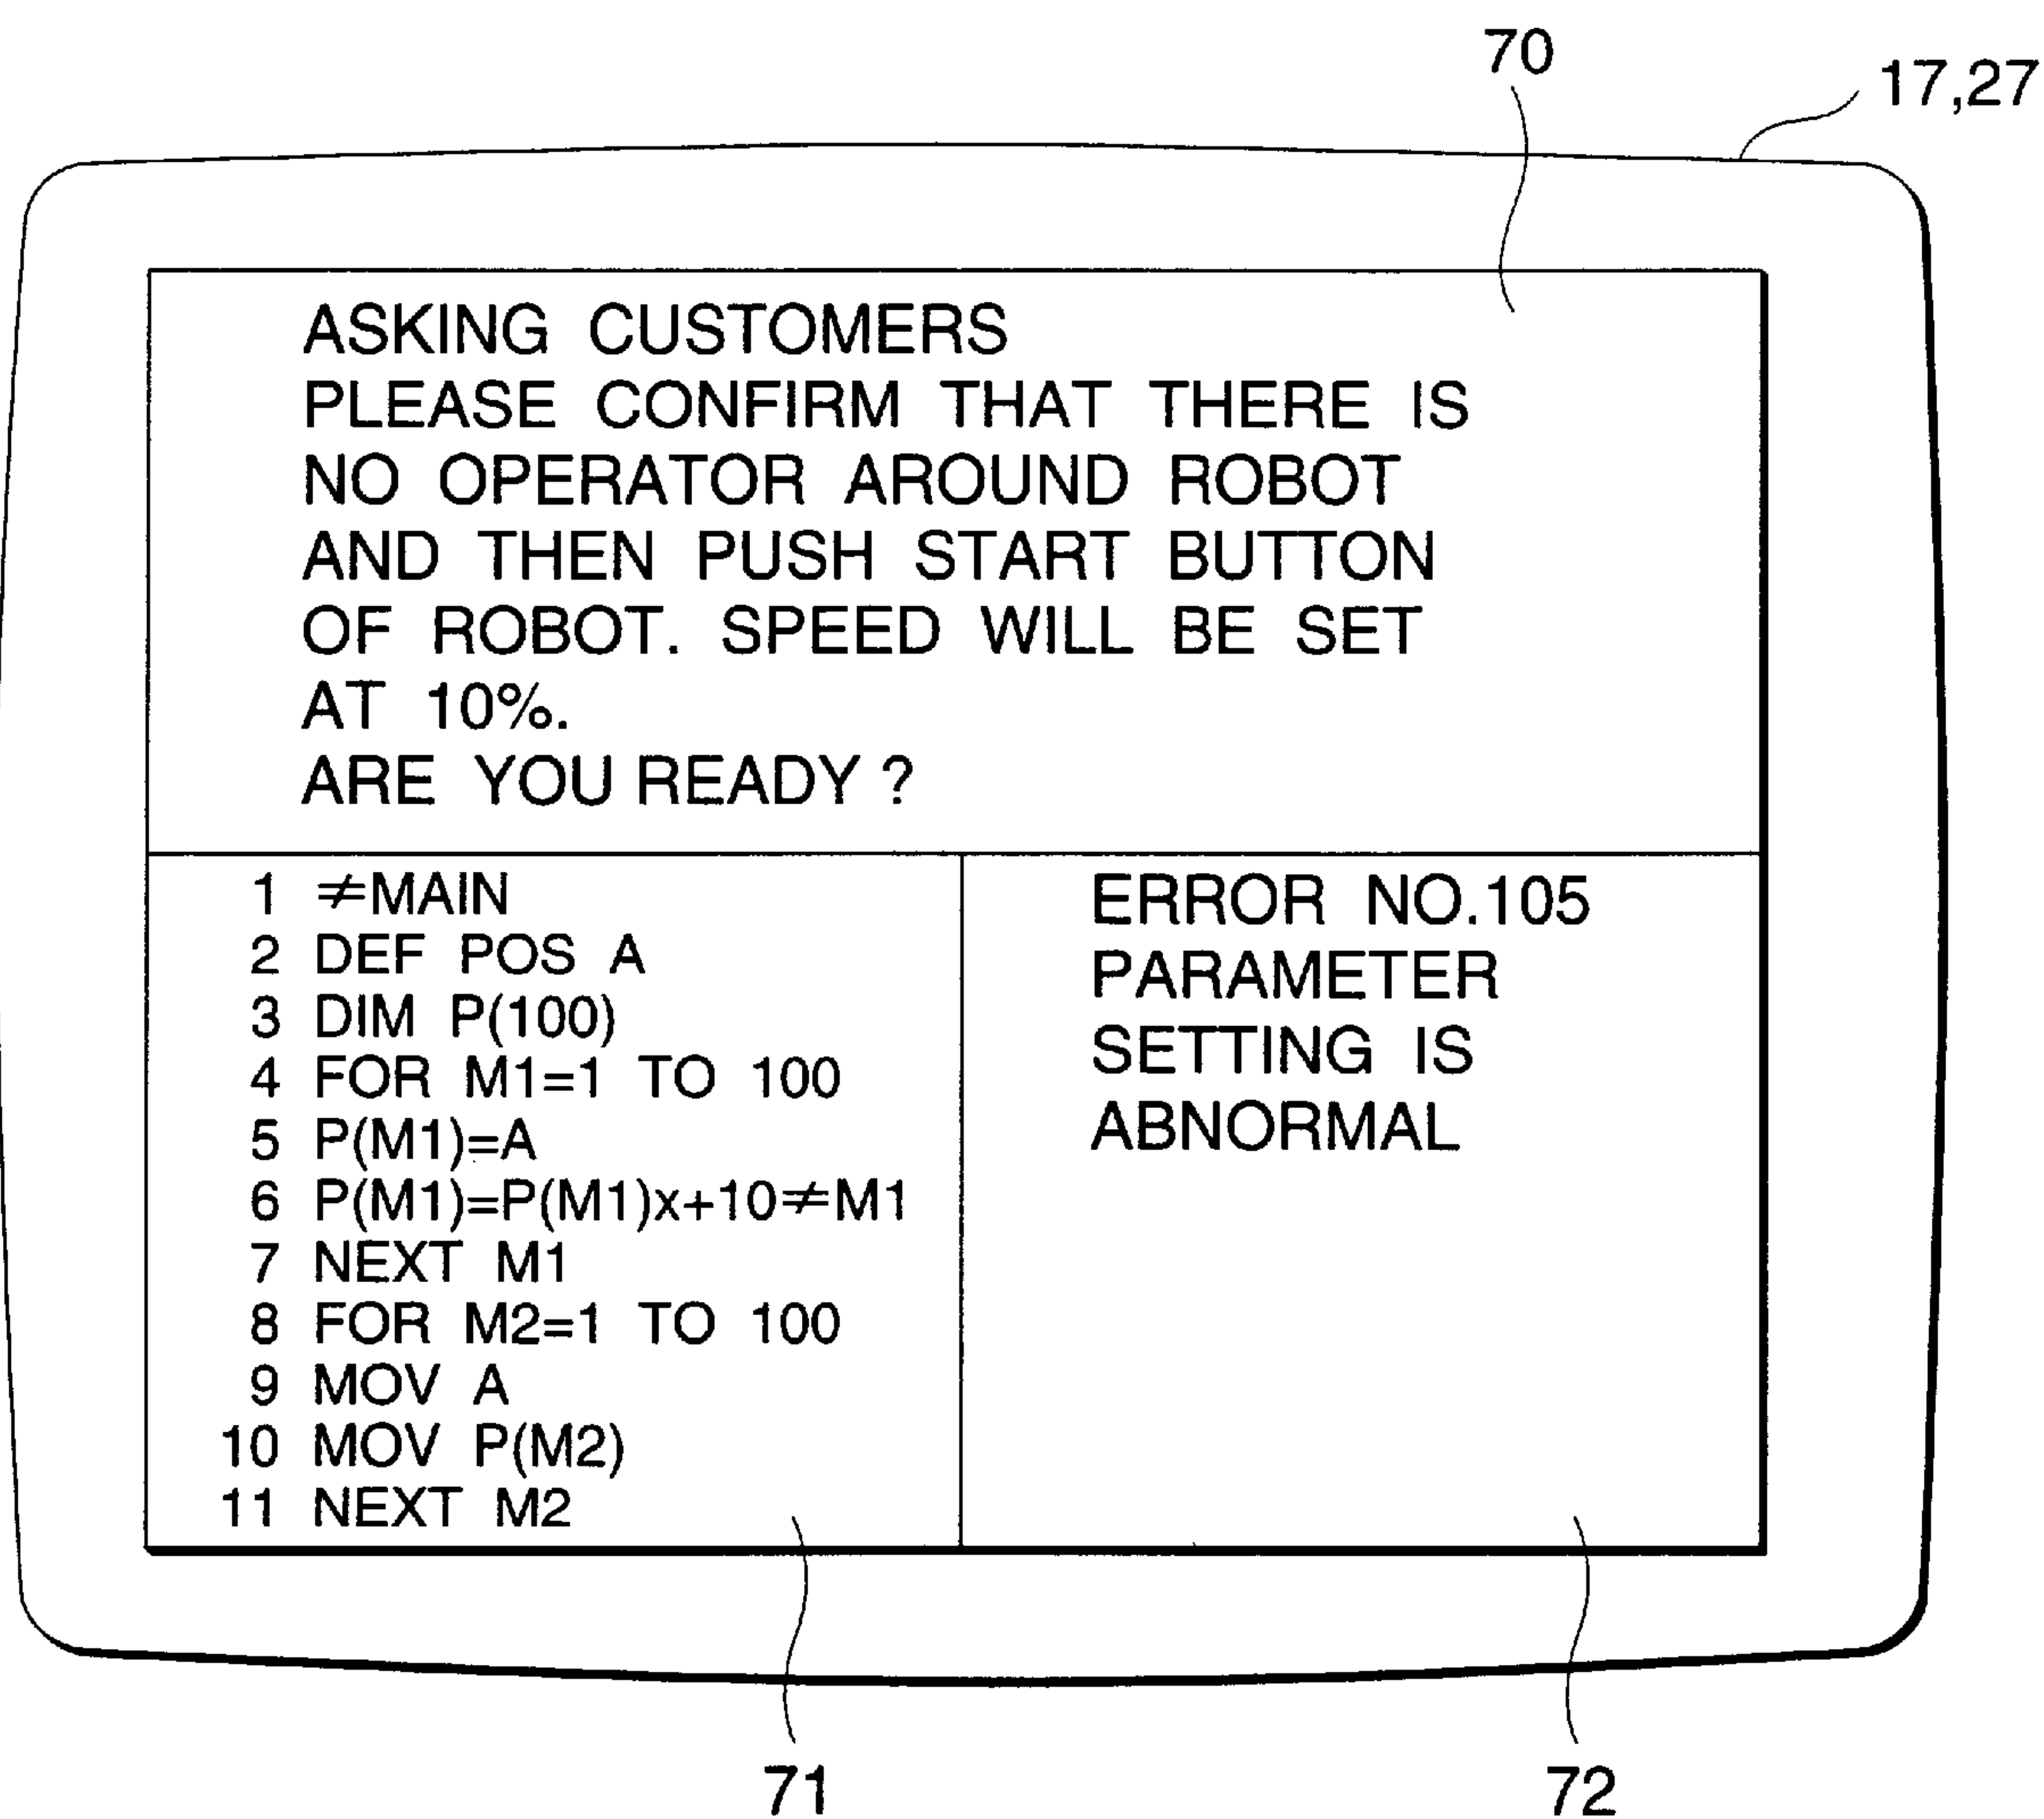 70
17,27
ASKING CUSTOMERS
PLEASE CONFIRM THAT THERE IS
NO OPERATOR AROUND ROBOT
AND THEN PUSH START BUTTON
OF ROBOT. SPEED WILL BE SET
AT 10%.
ARE YOU READY ?
1 ≠MAIN
2 DEF POS A
3 DIM P(100)
4 FOR M1=1 TO 100
5 P(M1)=A
6 P(M1)=P(M1)x+10≠M1
7 NEXT M1
8 FOR M2=1 TO 100
9 MOV A
10 MOV P(M2)
11 NEXT M2
ERROR NO.105
PARAMETER
SETTING IS
ABNORMAL
71
72